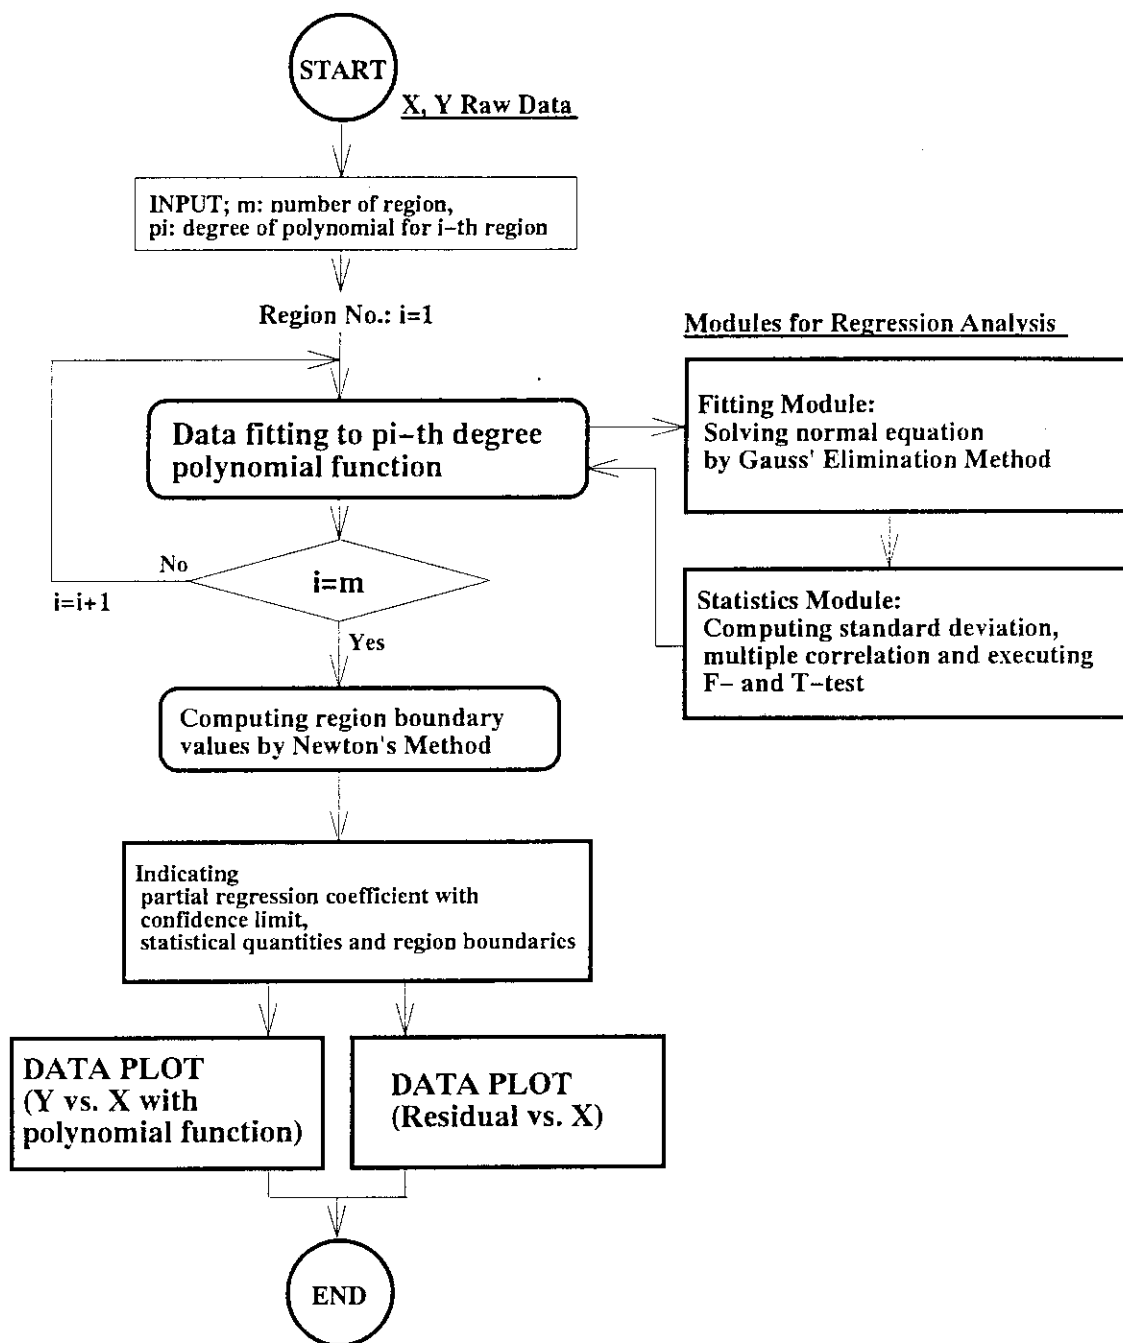 START
X, Y Raw Data
INPUT; m: number of region,
pi: degree of polynomial for i-th region
Region No.: i=1
Modules for Regression Analysis
Data fitting to pi-th degree
polynomial function
Fitting Module:
Solving normal equation
by Gauss' Elimination Method
No
i=m
i=i+1
Yes
Statistics Module:
Computing standard deviation,
multiple correlation and executing
F- and T-test
Computing region boundary
values by Newton's Method
Indicating
partial regression coefficient with
confidence limit,
statistical quantities and region boundaries
DATA PLOT
(Y vs. X with
polynomial function)
DATA PLOT
(Residual vs. X)
END